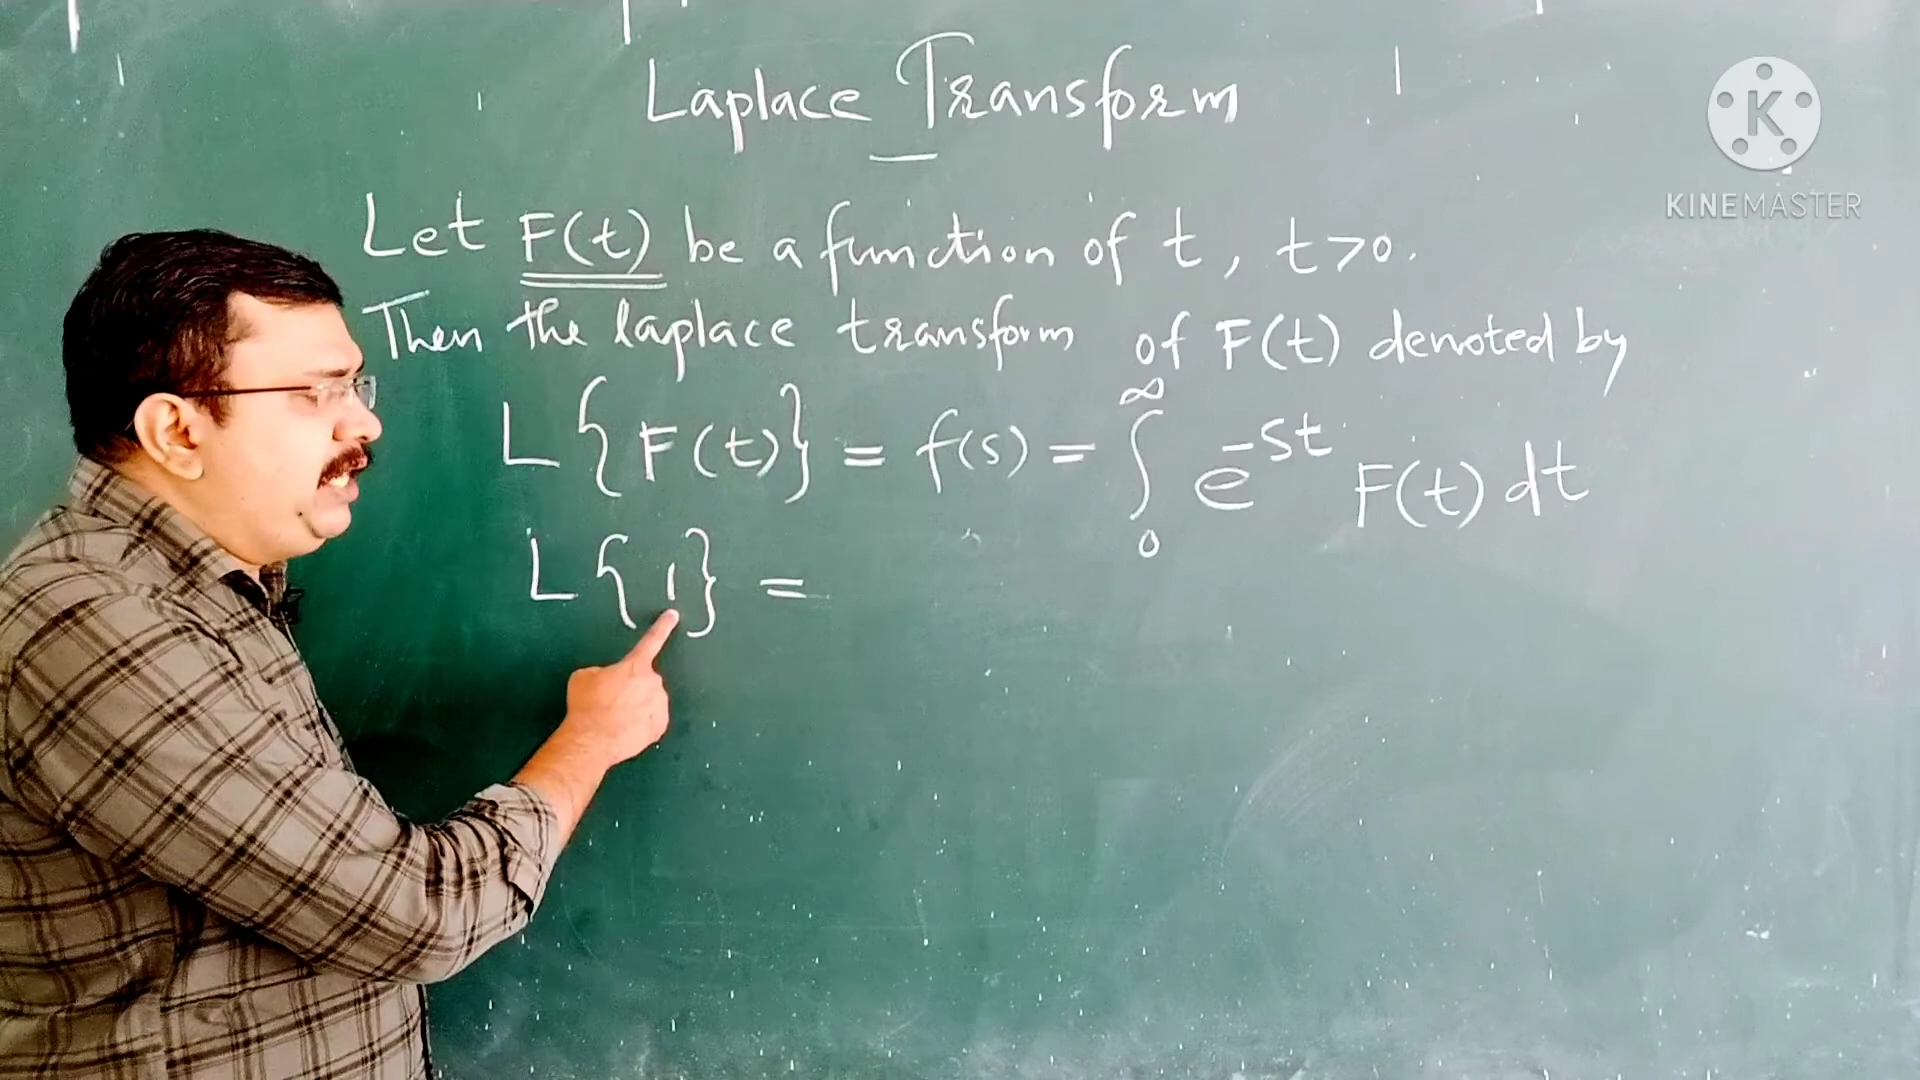 Laplace Transform
K
KINEMASTER
Let F(t) be a function of t, t>0.
Then the laplace transform of F(t) denoted by
L{F(t)} = f(s) = ∫₀^∞ e^-st F(t) dt
L{1} =